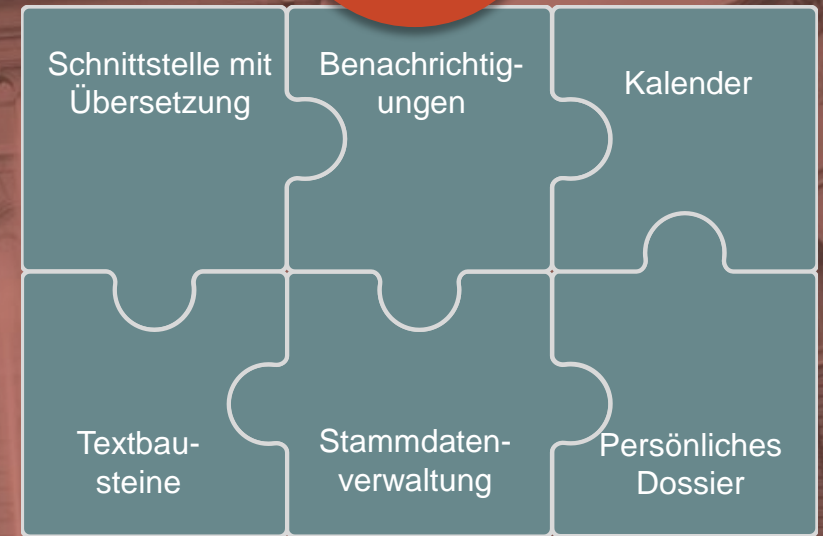 Schnittstelle mit
Übersetzung
Benachrichtig-
ungen
Kalender
Textbau-
steine
Stammdaten-
verwaltung
Persönliches
Dossier